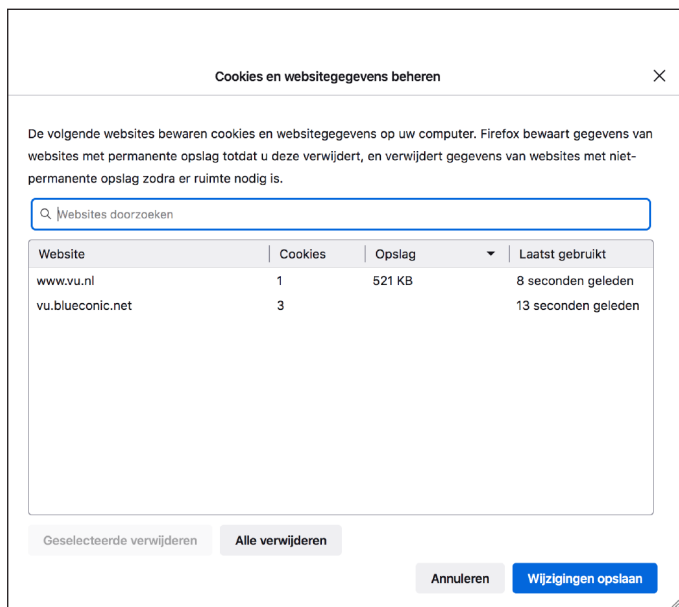 Cookies en websitegegevens beheren
De volgende websites bewaren cookies en websitegegevens op uw computer. Firefox bewaart gegevens van
websites met permanente opslag totdat u deze verwijdert, en verwijdert gegevens van websites met niet-
permanente opslag zodra er ruimte nodig is.
Websites doorzoeken
Website Cookies Opslag Laatst gebruikt
www.vu.nl 1 521 KB 8 seconden geleden
vu.blueconic.net 3 13 seconden geleden
Geselecteerde verwijderen Alle verwijderen
Annuleren Wijzigingen opslaan